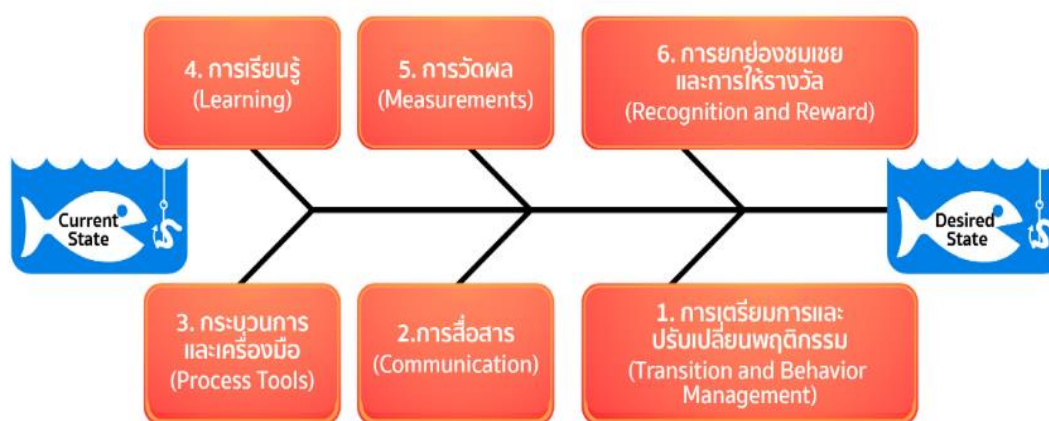 4. การเรียนรู้
(Learning)
5. การวัดผล
(Measurements)
6. การยกย่องชมเชย
และการให้รางวัล
(Recognition and Reward)
Current
State
Desired
State
3. กระบวนการ
และเครื่องมือ
(Process Tools)
2.การสื่อสาร
(Communication)
1. การเตรียมการและ
ปรับเปลี่ยนพฤติกรรม
(Transition and Behavior
Management)